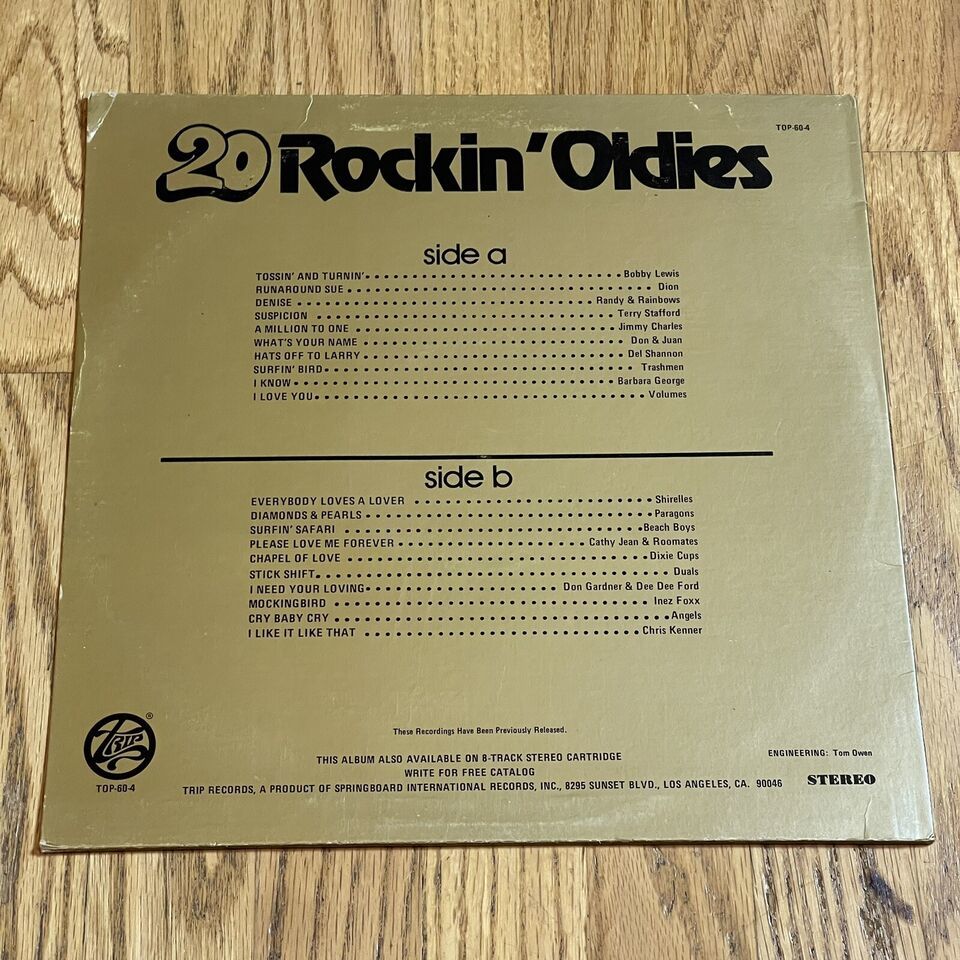 TOP-60-4
20 Rockin' Oldies
side a
TOSSIN' AND TURNIN' Bobby Lewis
RUNAROUND SUE Dion
DENISE Randy & Rainbows
SUSPICION Terry Stafford
A MILLION TO ONE Jimmy Charles
WHAT'S YOUR NAME Don & Juan
HATS OFF TO LARRY Del Shannon
SURFIN' BIRD Trashmen
I KNOW Barbara George
I LOVE YOU Volumes
side b
EVERYBODY LOVES A LOVER Shirelles
DIAMONDS & PEARLS Paragons
SURFIN' SAFARI Beach Boys
PLEASE LOVE ME FOREVER Cathy Jean & Roomates
CHAPEL OF LOVE Dixie Cups
STICK SHIFT Duals
I NEED YOUR LOVING Don Gardner & Dee Dee Ford
MOCKINGBIRD Inez Foxx
CRY BABY CRY Angels
I LIKE IT LIKE THAT Chris Kenner
TRIP ®
TOP-60-4
These Recordings Have Been Previously Released.
THIS ALBUM ALSO AVAILABLE ON 8-TRACK STEREO CARTRIDGE
WRITE FOR FREE CATALOG
TRIP RECORDS, A PRODUCT OF SPRINGBOARD INTERNATIONAL RECORDS, INC., 8295 SUNSET BLVD., LOS ANGELES, CA. 90046
ENGINEERING: Tom Owen
STEREO